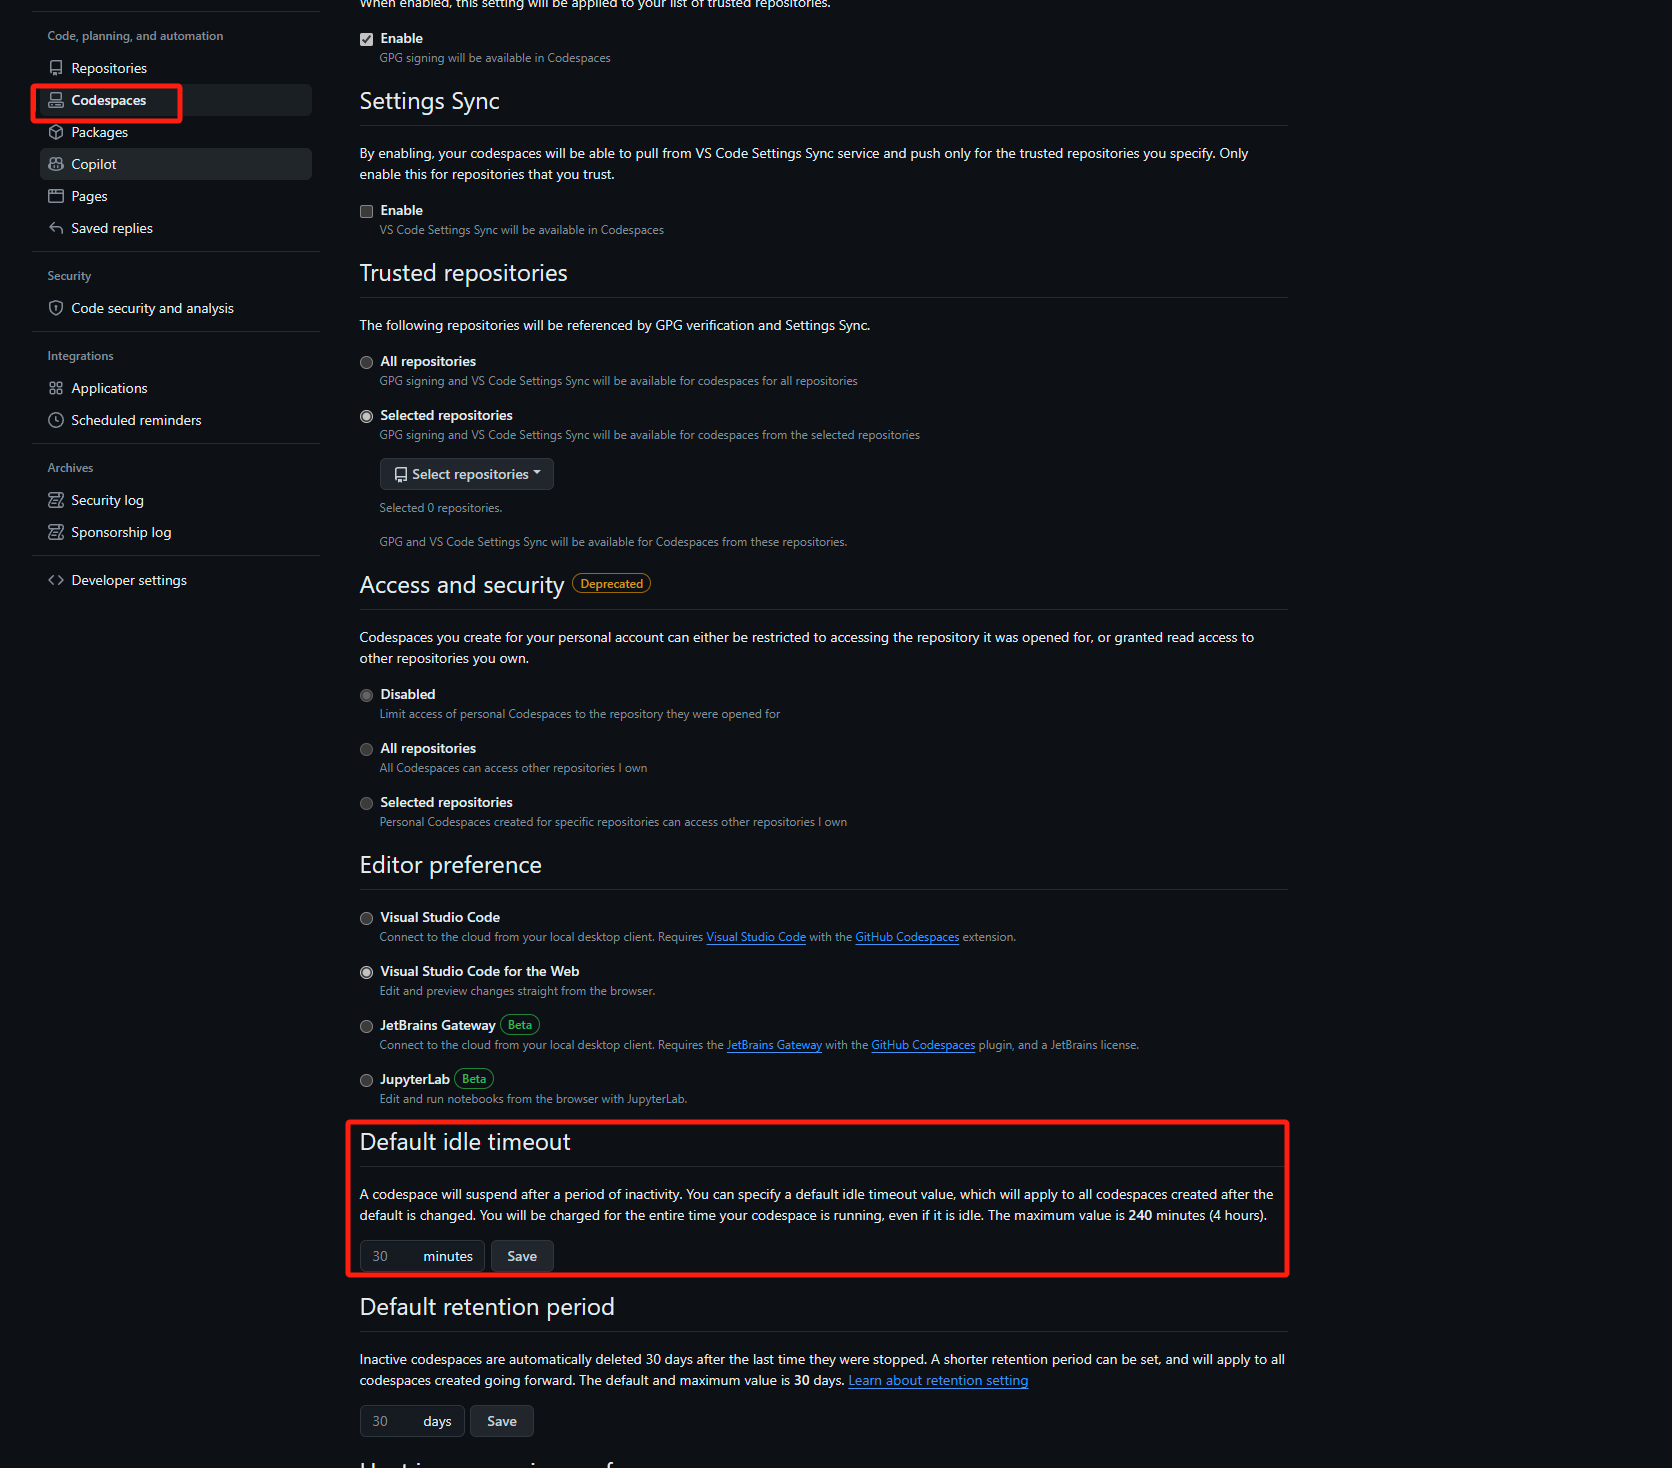 When enabled, this setting will be applied to your list of trusted repositories.
Code, planning, and automation
Repositories
Codespaces
Packages
Copilot
Pages
Saved replies
Security
Code security and analysis
Integrations
Applications
Scheduled reminders
Archives
Security log
Sponsorship log
Developer settings
Enable
GPG signing will be available in Codespaces
Settings Sync
By enabling, your codespaces will be able to pull from VS Code Settings Sync service and push only for the trusted repositories you specify. Only
enable this for repositories that you trust.
Enable
VS Code Settings Sync will be available in Codespaces
Trusted repositories
The following repositories will be referenced by GPG verification and Settings Sync.
All repositories
GPG signing and VS Code Settings Sync will be available for codespaces for all repositories
Selected repositories
GPG signing and VS Code Settings Sync will be available for codespaces from the selected repositories
Select repositories
Selected 0 repositories.
GPG and VS Code Settings Sync will be available for Codespaces from these repositories.
Access and security Deprecated
Codespaces you create for your personal account can either be restricted to accessing the repository it was opened for, or granted read access to
other repositories you own.
Disabled
Limit access of personal Codespaces to the repository they were opened for
All repositories
All Codespaces can access other repositories I own
Selected repositories
Personal Codespaces created for specific repositories can access other repositories I own
Editor preference
Visual Studio Code
Connect to the cloud from your local desktop client. Requires Visual Studio Code with the GitHub Codespaces extension.
Visual Studio Code for the Web
Edit and preview changes straight from the browser.
JetBrains Gateway Beta
Connect to the cloud from your local desktop client. Requires the JetBrains Gateway with the GitHub Codespaces plugin, and a JetBrains license.
JupyterLab Beta
Edit and run notebooks from the browser with JupyterLab.
Default idle timeout
A codespace will suspend after a period of inactivity. You can specify a default idle timeout value, which will apply to all codespaces created after the
default is changed. You will be charged for the entire time your codespace is running, even if it is idle. The maximum value is 240 minutes (4 hours).
30 minutes Save
Default retention period
Inactive codespaces are automatically deleted 30 days after the last time they were stopped. A shorter retention period can be set, and will apply to all
codespaces created going forward. The default and maximum value is 30 days. Learn about retention setting
30 days Save